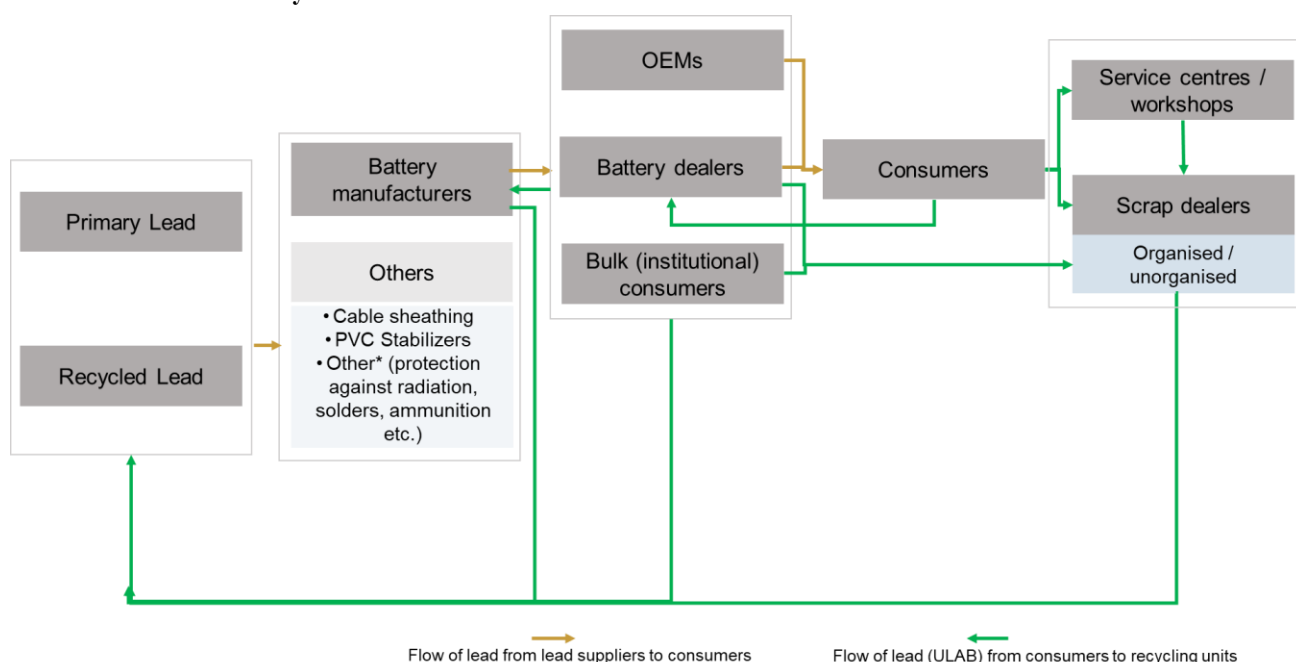 OEMs
Service centres /
workshops
Battery
manufacturers
Battery dealers
Consumers
Primary Lead
Scrap dealers
Organised /
unorganised
Others
Bulk (institutional)
consumers
• Cable sheathing
• PVC Stabilizers
• Other* (protection
against radiation,
solders, ammunition
etc.)
Recycled Lead
Flow of lead from lead suppliers to consumers
Flow of lead (ULAB) from consumers to recycling units